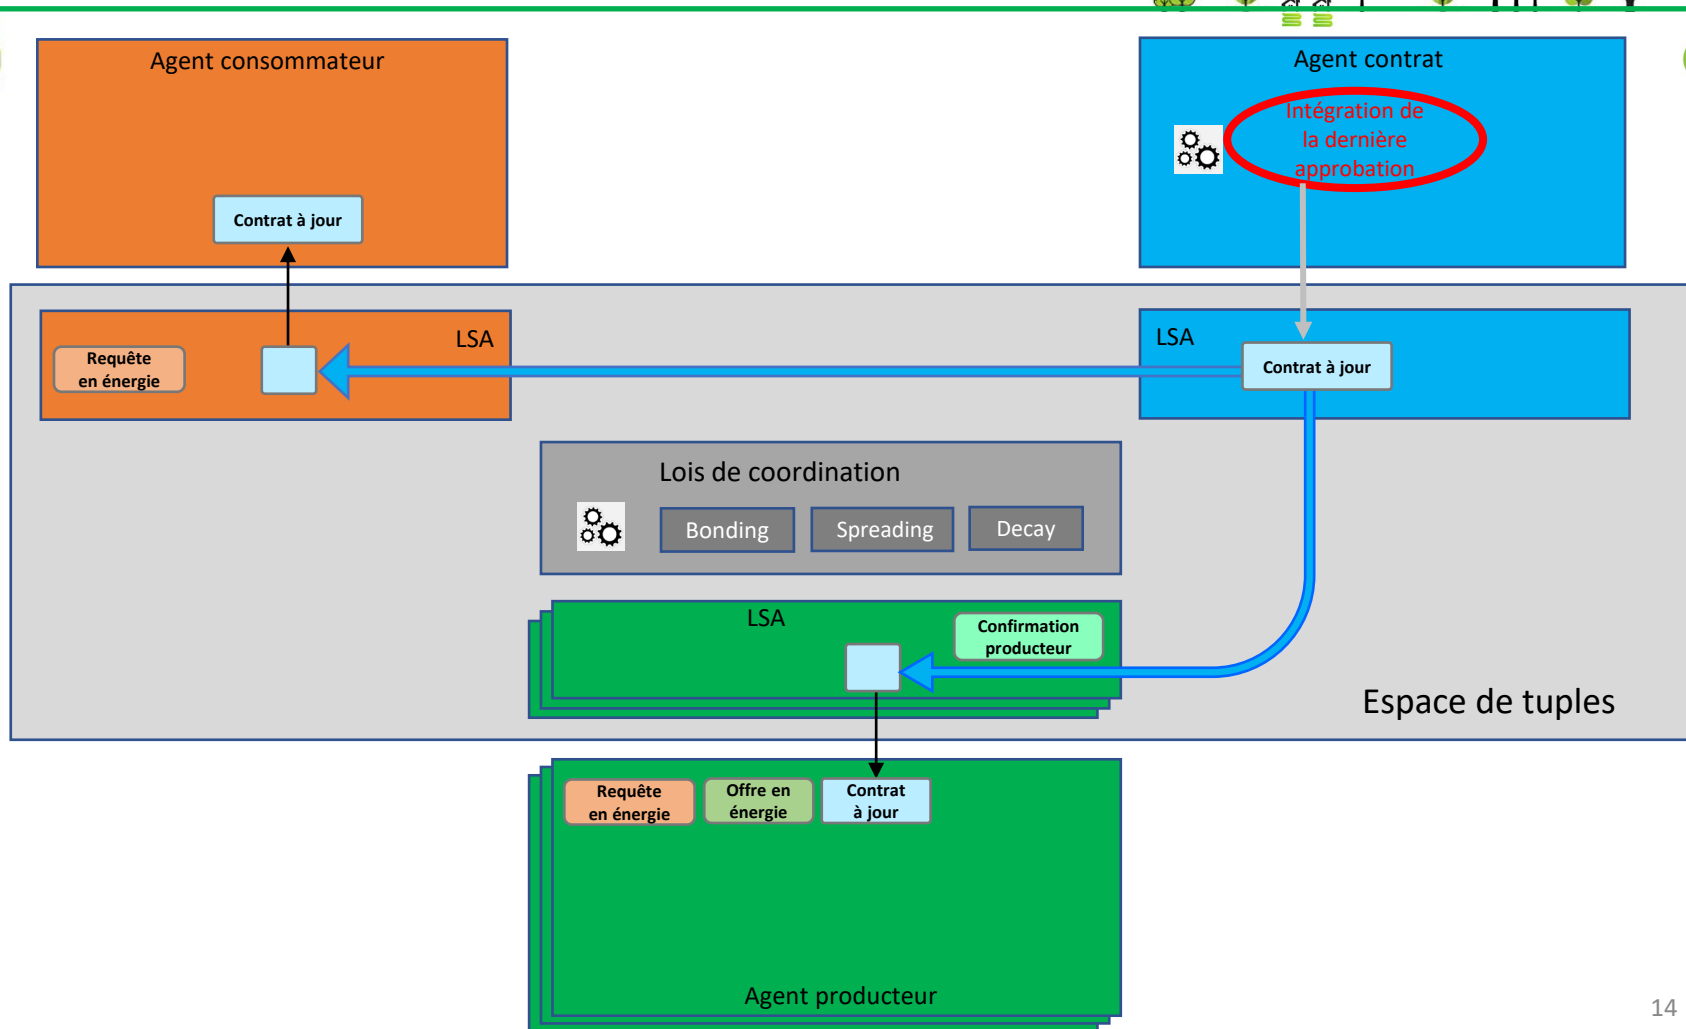 Agent consommateur
Agent contrat
Intégration de
la dernière
approbation
Contrat à jour
LSA
LSA
Requête
en énergie
Contrat à jour
Lois de coordination
Bonding
Spreading
Decay
LSA
Confirmation
producteur
Espace de tuples
Requête
en énergie
Offre en
énergie
Contrat
à jour
Agent producteur
14